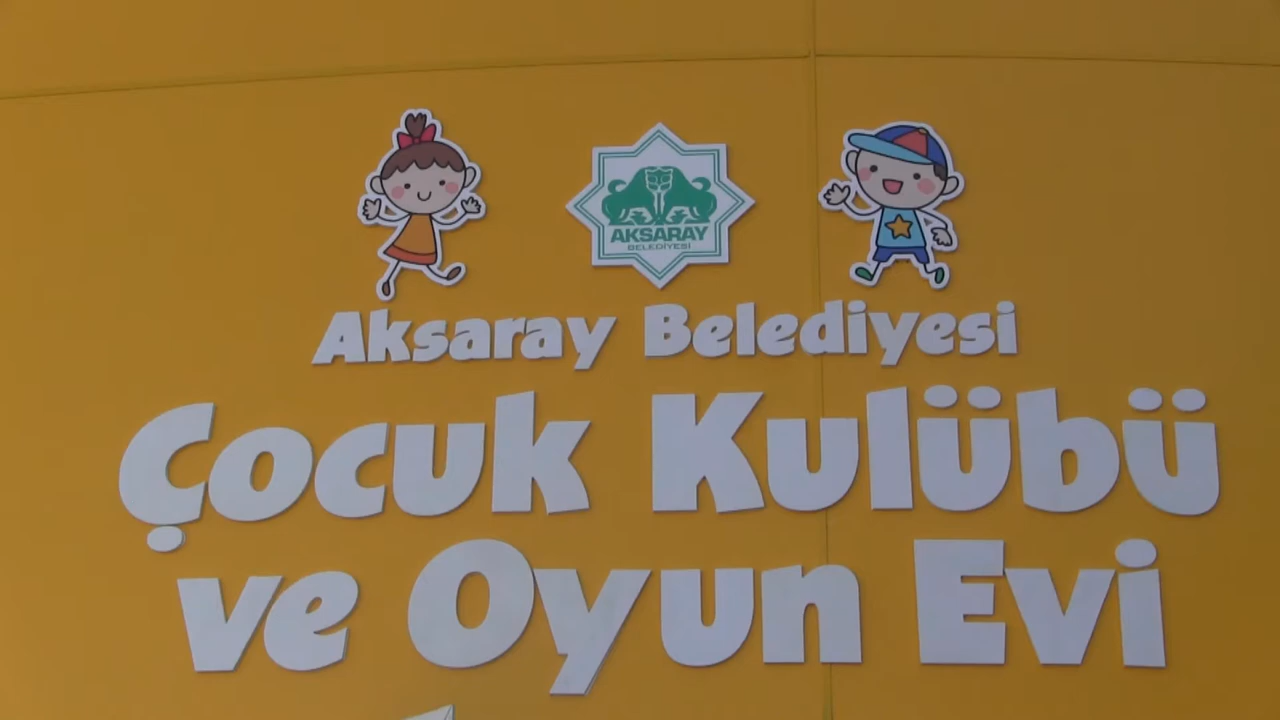 AKSARAY
BELEDİYESİ
Aksaray Belediyesi
Çocuk Kulübü
ve Oyun Evi